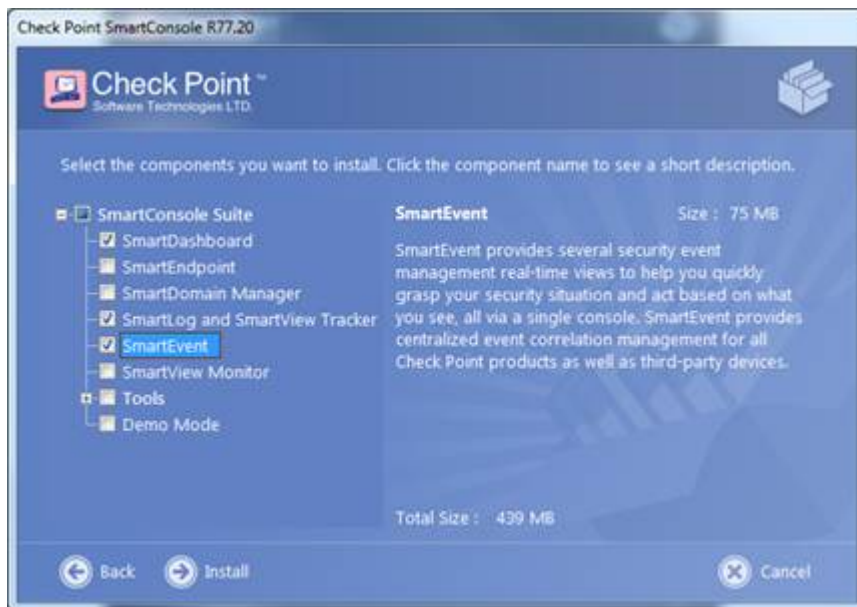 Check Point SmartConsole R77.20
Check Point™
Software Technologies LTD.
Select the components you want to install. Click the component name to see a short description.
SmartConsole Suite
SmartDashboard
SmartEndpoint
SmartDomain Manager
SmartLog and SmartView Tracker
SmartEvent
SmartView Monitor
Tools
Demo Mode
SmartEvent Size : 75 MB
SmartEvent provides several security event
management real-time views to help you quickly
grasp your security situation and act based on what
you see, all via a single console. SmartEvent provides
centralized event correlation management for all
Check Point products as well as third-party devices.
Total Size : 439 MB
Back Install Cancel